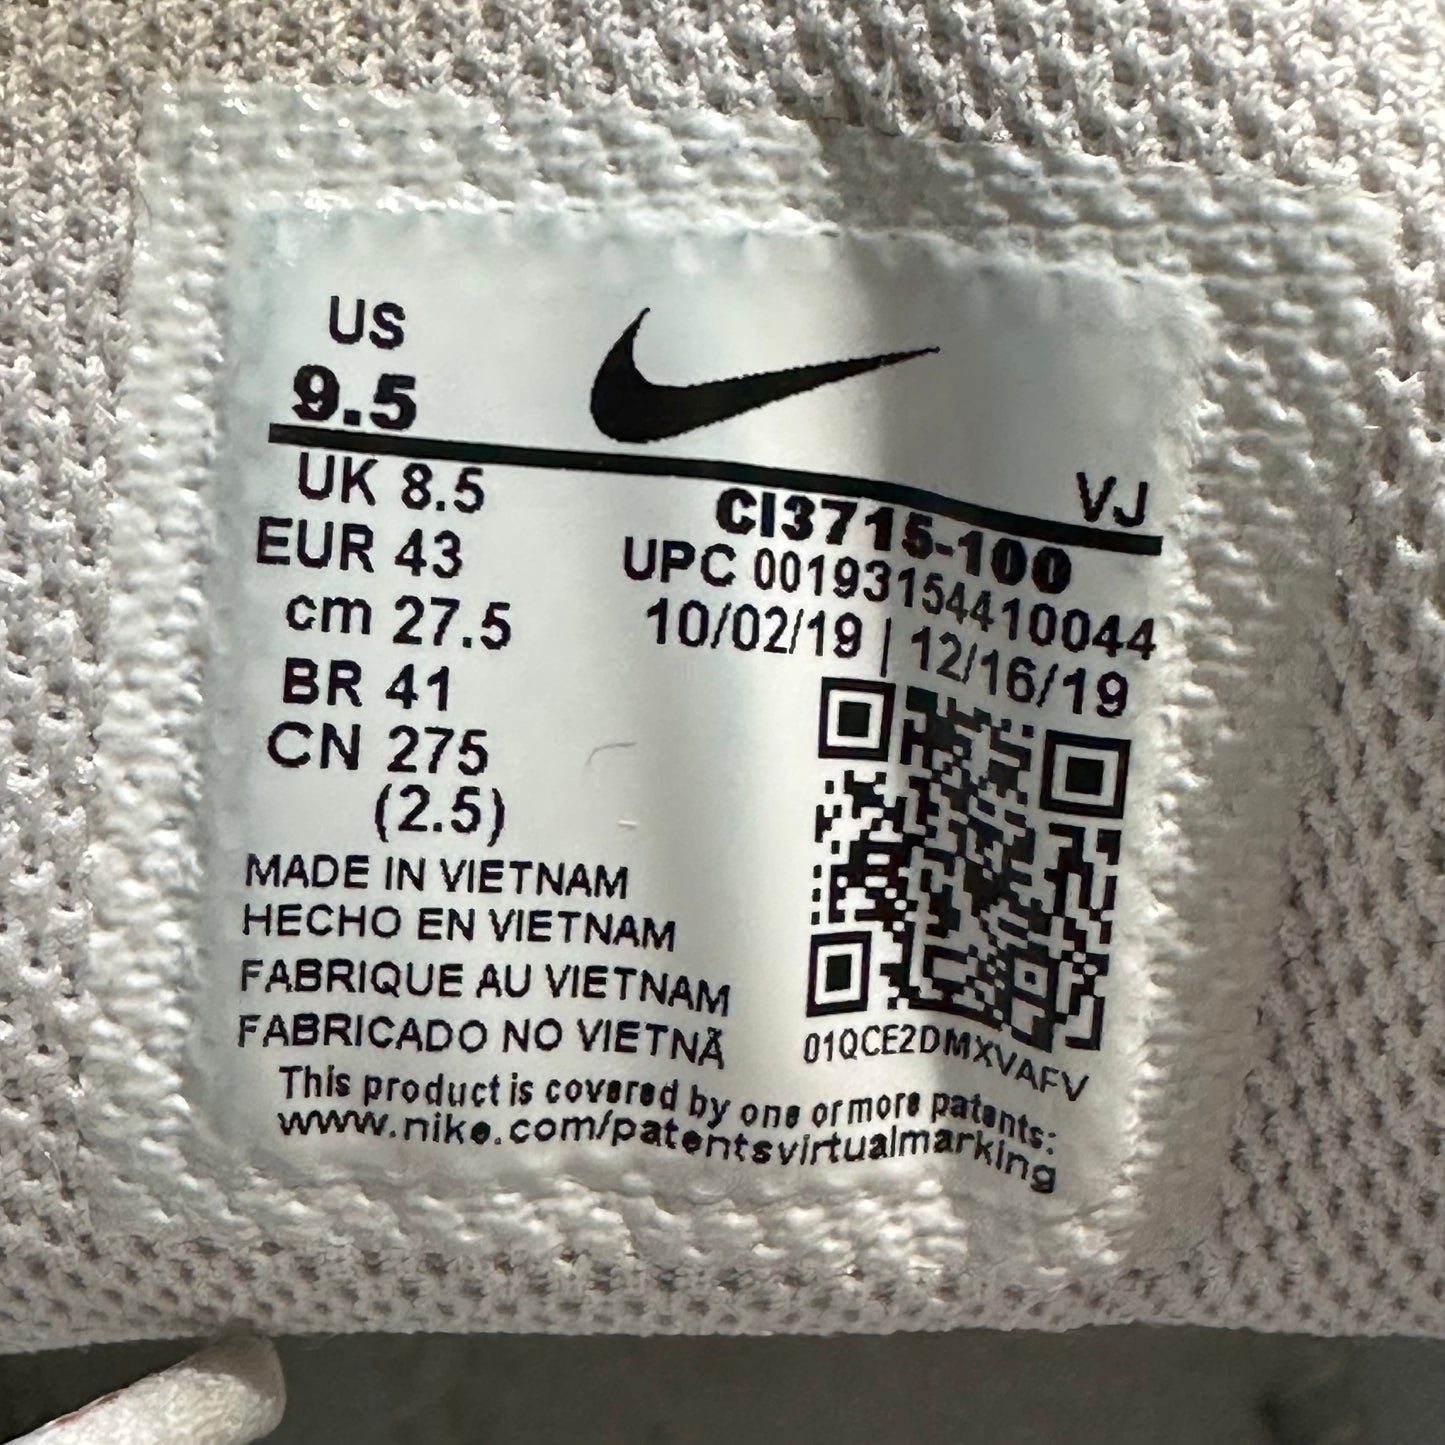 US
9.5
VJ
UK 8.5
CI3715-100
EUR 43
UPC 00193154410044
cm 27.5
10/02/19 | 12/16/19
BR 41
CN 275
(2.5)
MADE IN VIETNAM
HECHO EN VIETNAM
FABRIQUE AU VIETNAM
FABRICADO NO VIETNÃ
01QCE2DMXVAFV
This product is covered by one or more patents:
www.nike.com/patentsvirtualmarking